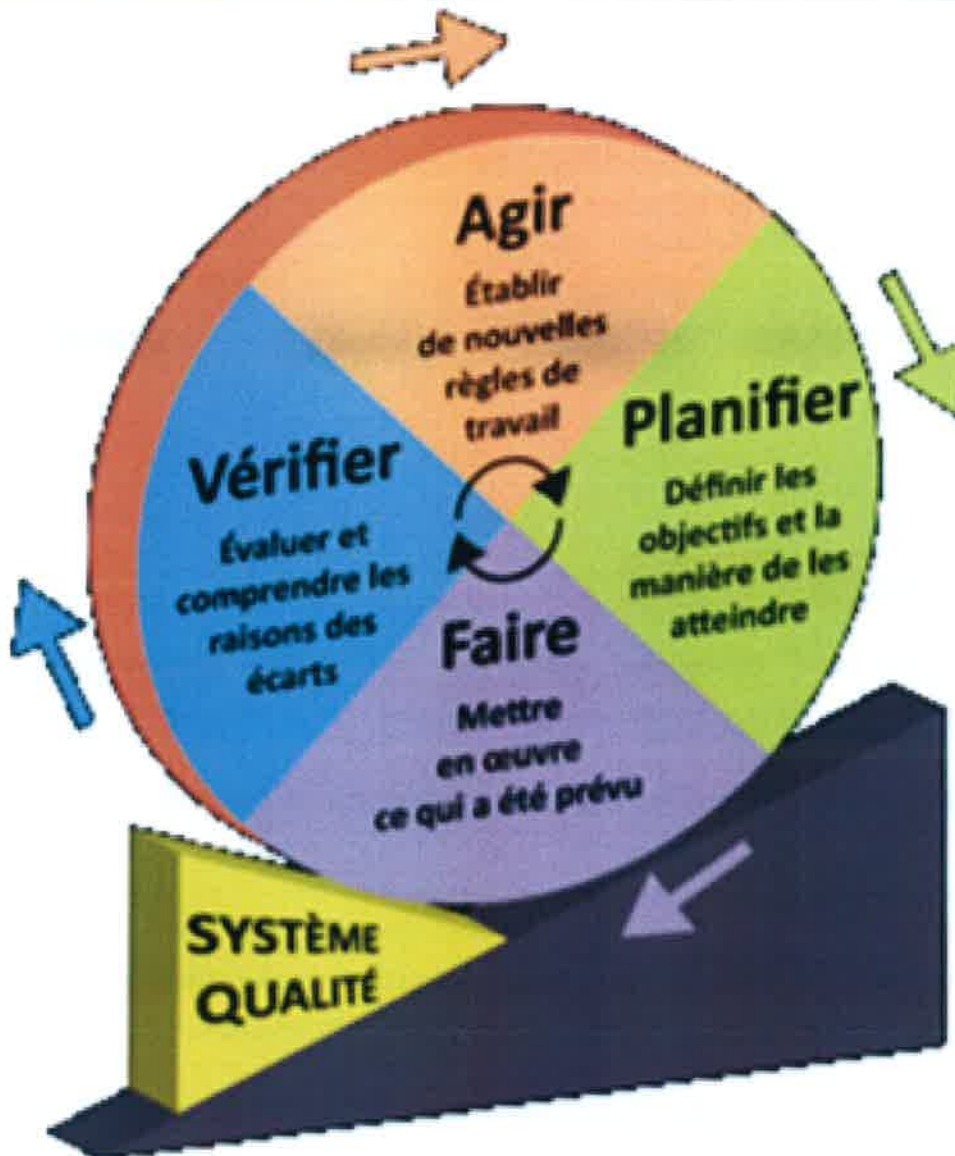 Agir
Établir
de nouvelles
règles de
travail
Planifier
Définir les
objectifs et la
manière de les
atteindre
Faire
Mettre
en œuvre
ce qui a été prévu
Vérifier
Évaluer et
comprendre les
raisons des
écarts
SYSTÈME
QUALITÉ